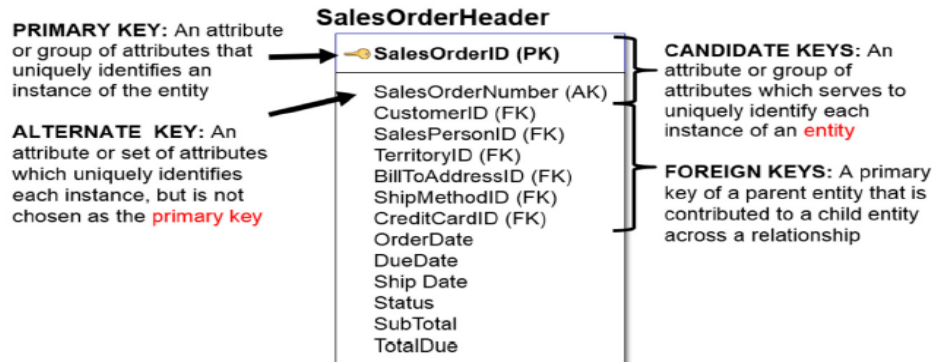 SalesOrderHeader
PRIMARY KEY: An attribute
or group of attributes that
uniquely identifies an
instance of the entity
ALTERNATE KEY: An
attribute or set of attributes
which uniquely identifies
each instance, but is not
chosen as the primary key
SalesOrderID (PK)
SalesOrderNumber (AK)
CustomerID (FK)
SalesPersonID (FK)
TerritoryID (FK)
BillToAddressID (FK)
ShipMethodID (FK)
CreditCardID (FK)
OrderDate
DueDate
Ship Date
Status
SubTotal
TotalDue
CANDIDATE KEYS: An
attribute or group of
attributes which serves to
uniquely identify each
instance of an entity
FOREIGN KEYS: A primary
key of a parent entity that is
contributed to a child entity
across a relationship